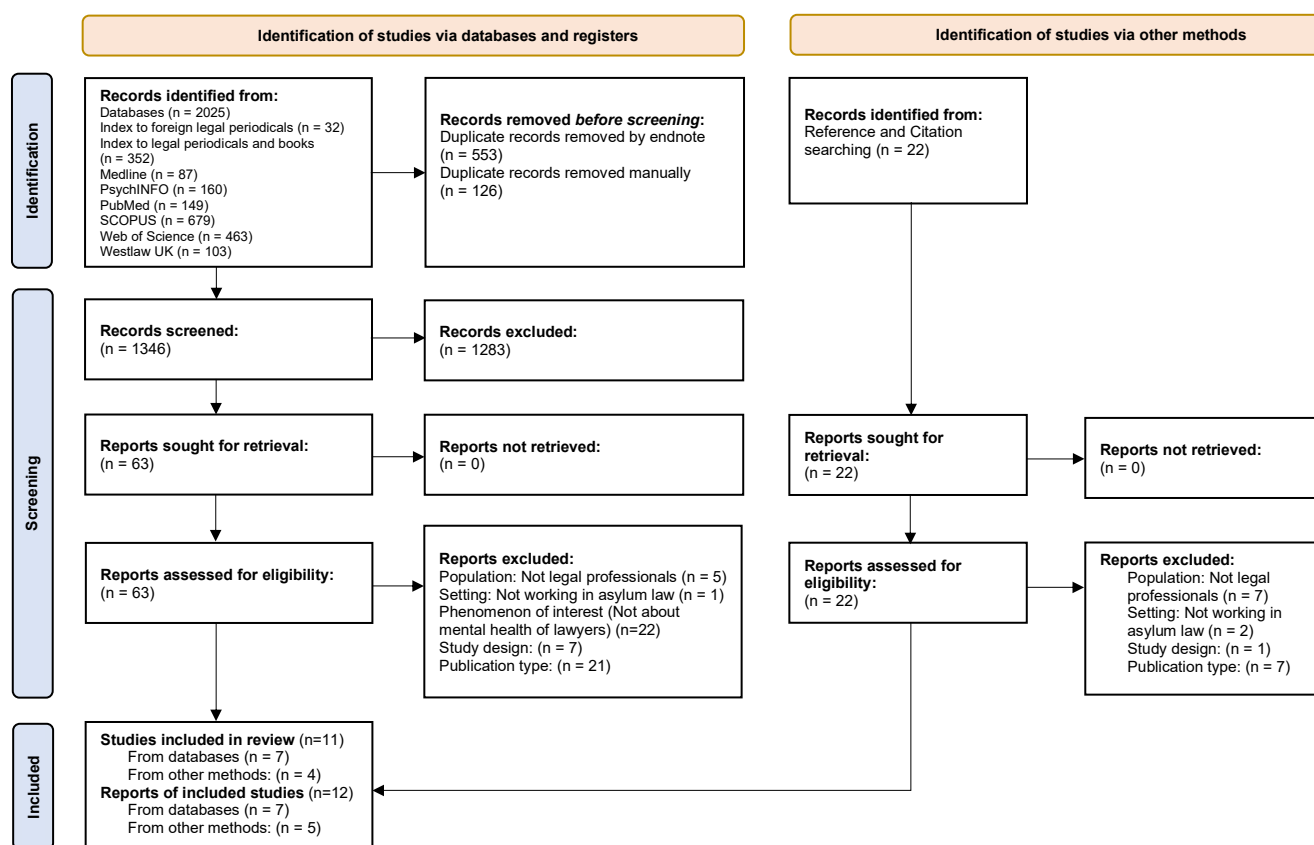 Identification of studies via databases and registers
Identification of studies via other methods
Identification
Records identified from:
Databases (n = 2025)
Index to foreign legal periodicals (n = 32)
Index to legal periodicals and books
(n = 352)
Medline (n = 87)
PsychINFO (n = 160)
PubMed (n = 149)
SCOPUS (n = 679)
Web of Science (n = 463)
Westlaw UK (n = 103)
Records removed before screening:
Duplicate records removed by endnote
(n = 553)
Duplicate records removed manually
(n = 126)
Records identified from:
Reference and Citation
searching (n = 22)
Screening
Records screened:
(n = 1346)
Records excluded:
(n = 1283)
Reports sought for retrieval:
(n = 63)
Reports not retrieved:
(n = 0)
Reports sought for
retrieval:
(n = 22)
Reports not retrieved:
(n = 0)
Reports assessed for eligibility:
(n = 63)
Reports excluded:
Population: Not legal professionals (n = 5)
Setting: Not working in asylum law (n = 1)
Phenomenon of interest (Not about
mental health of lawyers) (n=22)
Study design: (n = 7)
Publication type: (n = 21)
Reports assessed for
eligibility:
(n = 22)
Reports excluded:
Population: Not legal
professionals (n = 7)
Setting: Not working in
asylum law (n = 2)
Study design: (n = 1)
Publication type: (n = 7)
Included
Studies included in review (n=11)
From databases (n = 7)
From other methods: (n = 4)
Reports of included studies (n=12)
From databases (n = 7)
From other methods: (n = 5)